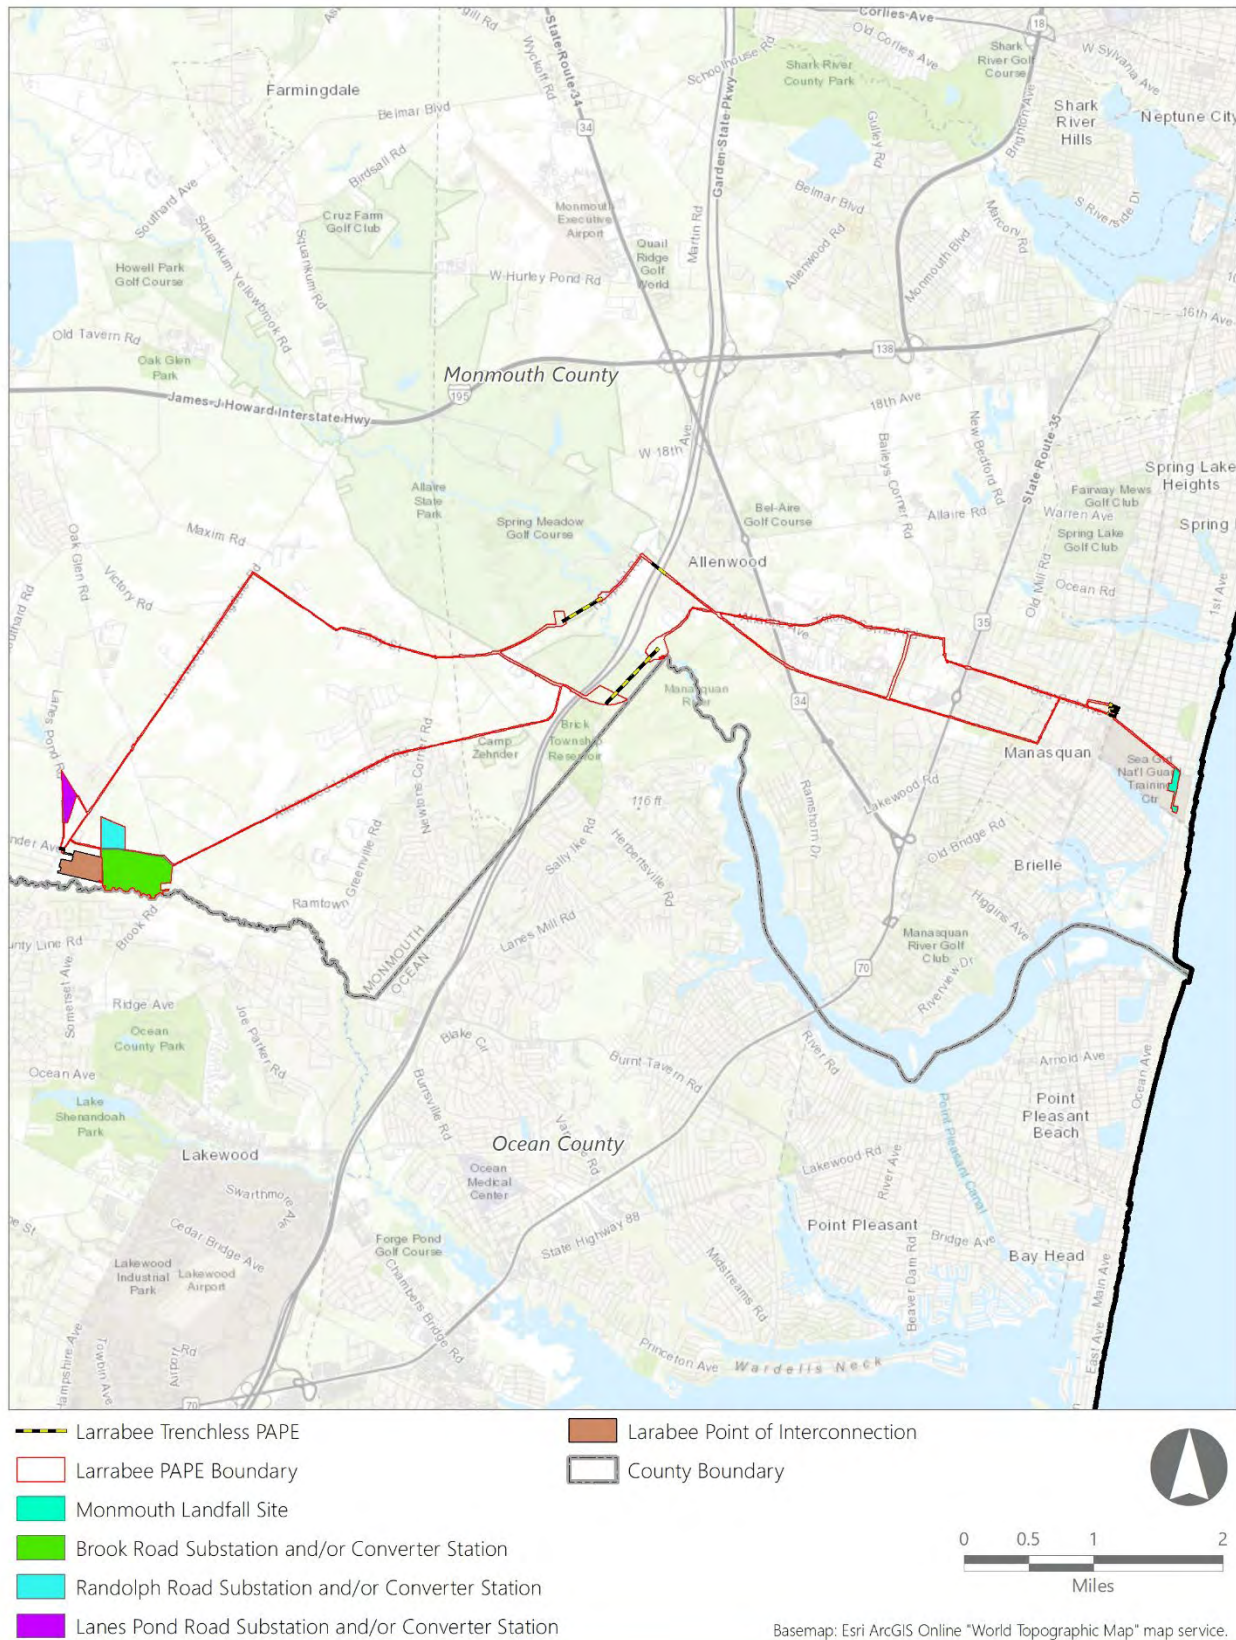 Corlies Ave
Old Corlies Ave
18
W Sylvania Ave
Schoolhouse Rd
Wyckoff Rd
State Route 34
Shark
River Golf
Course
Shark River
County Park
Farmingdale
Garden State Pkwy
Brighton Ave
Shark
River
Hills
Neptune City
Belmar Blvd
34
Gulley Rd
Birdsall Rd
Southard Ave
Belmar Blvd
S Riverside Dr
Cruz Farm
Golf Club
Monmouth
Executive
Airport
Martin Rd
Marconi Rd
Squankum Yellowbrook Rd
Squankum Rd
Quail
Ridge
Golf
World
Allenwood Rd
Monmouth Blvd
Howell Park
Golf Course
W Hurley Pond Rd
16th Ave
Old Tavern Rd
138
Oak Glen
Park
Monmouth County
195
James J Howard Interstate Hwy
18th Ave
New Bedford Rd
Baileys Corner Rd
State Route 35
W 18th Ave
Spring Lake
Heights
Allaire
State
Park
Fairway Mews
Golf Club
Bel-Aire
Golf Course
Allaire Rd
Warren Ave
Spring Meadow
Golf Course
Spring
Spring Lake
Golf Club
Maxim Rd
Oak Glen Rd
Victory Rd
Allenwood
Old Mill Rd
Ocean Rd
1st Ave
35
Lanes Pond Rd
Manasquan
River
34
Brick
Township
Reservoir
Camp
Zehnder
Manasquan
Sea Girt
Nat'l Guard
Training
Ctr
Newtons Corner Rd
116 ft
Lakewood Rd
Ramshorn Dr
Old Bridge Rd
Sally Ike Rd
Herbertsville Rd
Brielle
Ramtown Greenville Rd
Higgins Ave
Brook Rd
Lanes Mill Rd
MONMOUTH
OCEAN
Manasquan
River Golf
Club
70
Riverview Dr
Somerset Ave
Ridge Ave
Joe Parker Rd
Ocean
County Park
Blake Cir
Burnt Tavern Rd
River Rd
Arnold Ave
Ocean Ave
Ocean Ave
Burnsville Rd
Point
Pleasant
Beach
Lake
Shenandoah
Park
Point Pleasant Canal
Ocean County
Lakewood
Ocean
Medical
Center
Lakewood Rd
River Ave
Swarthmore Ave
Cedar Bridge Ave
Point Pleasant
Bridge Ave
State Highway 88
Forge Pond
Golf Course
Bay Head
Lakewood
Industrial
Park
Lakewood
Airport
Midstreams Rd
Beaver Dam Rd
Chambers Bridge Rd
Main Ave
East Ave
Towbin Ave
Airport Rd
Princeton Ave
Wardells Neck
70
Larrabee Trenchless PAPE
Larrabee PAPE Boundary
Monmouth Landfall Site
Brook Road Substation and/or Converter Station
Randolph Road Substation and/or Converter Station
Lanes Pond Road Substation and/or Converter Station
Larabee Point of Interconnection
County Boundary
0 0.5 1 2
Miles
Basemap: Esri ArcGIS Online "World Topographic Map" map service.